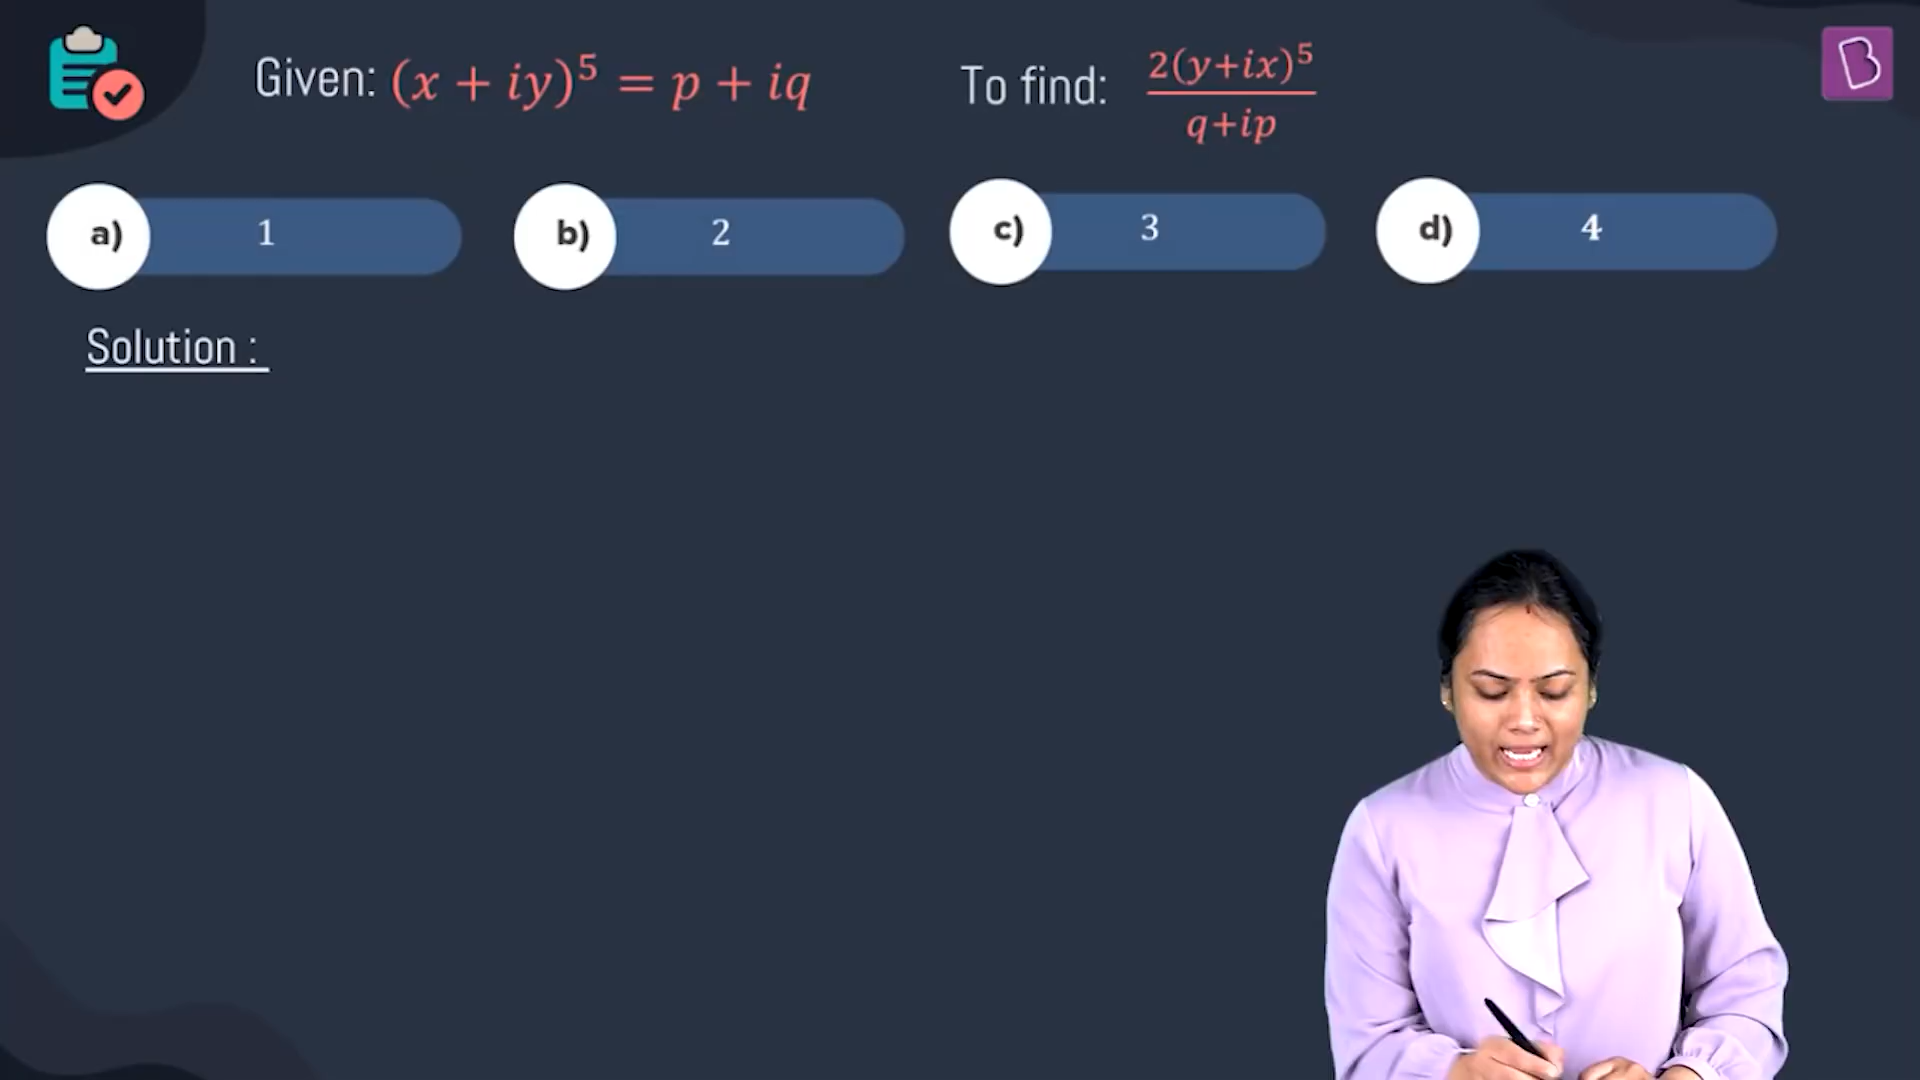 Given: (x + iy)⁵ = p + iq To find: 2(y+ix)⁵/q+ip
a) 1 b) 2 c) 3 d) 4
Solution :